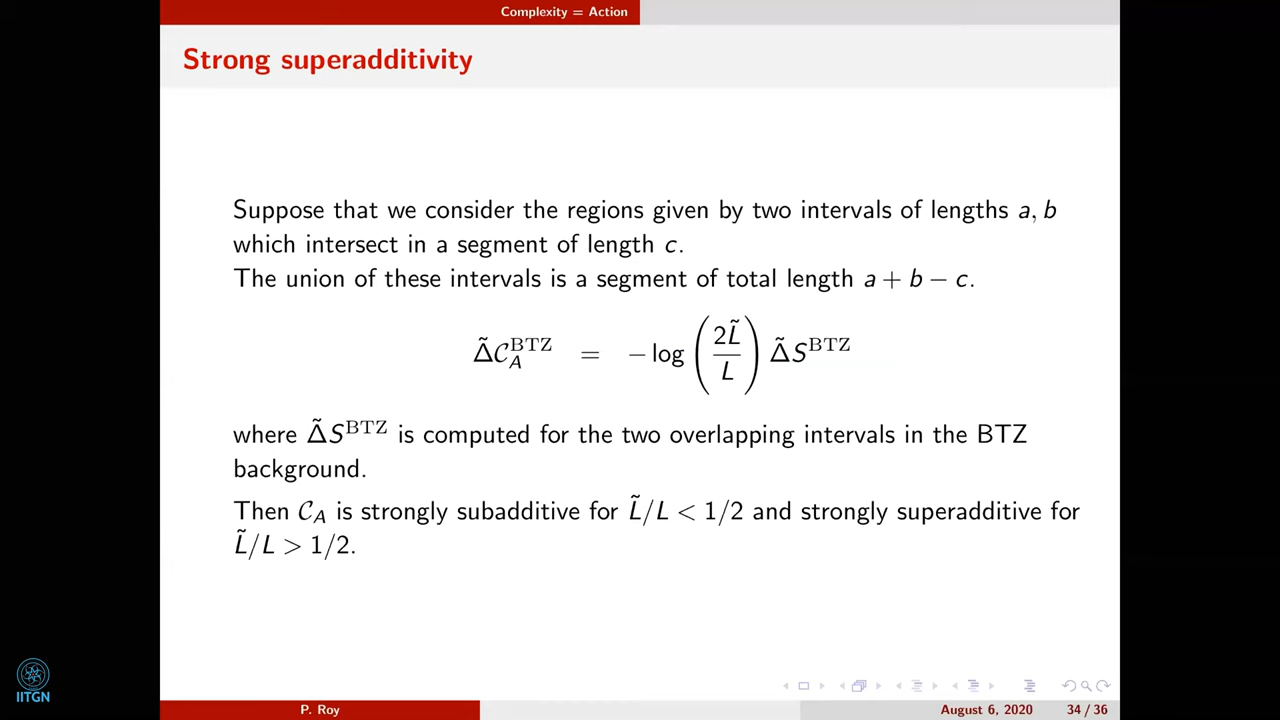 Complexity = Action
Strong superadditivity
Suppose that we consider the regions given by two intervals of lengths a, b
which intersect in a segment of length c.
The union of these intervals is a segment of total length a + b − c.
Δ̃C_A^BTZ = − log (2L̃/L) Δ̃S^BTZ
where Δ̃S^BTZ is computed for the two overlapping intervals in the BTZ
background.
Then C_A is strongly subadditive for L̃/L < 1/2 and strongly superadditive for
L̃/L > 1/2.
IITGN
P. Roy
August 6, 2020
34 / 36